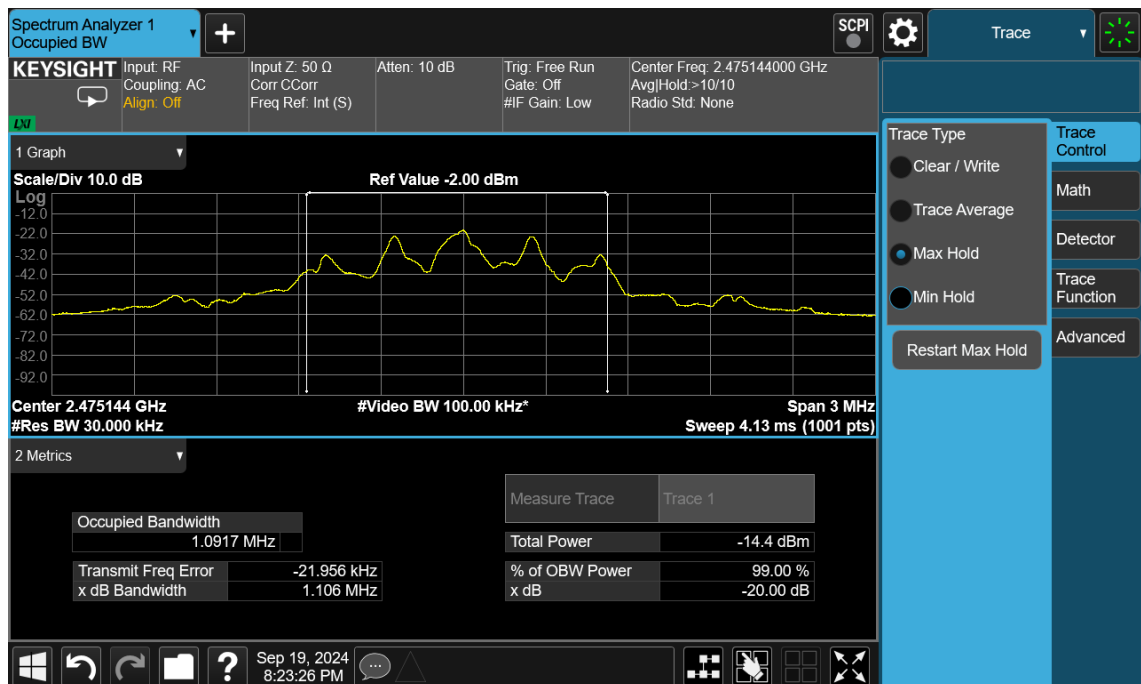 Spectrum Analyzer 1
Occupied BW
+
SCPI
Trace
KEYSIGHT
Input: RF
Coupling: AC
Align: Off
Input Z: 50 Ω
Corr CCorr
Freq Ref: Int (S)
Atten: 10 dB
Trig: Free Run
Gate: Off
#IF Gain: Low
Center Freq: 2.475144000 GHz
Avg|Hold:>10/10
Radio Std: None
LXI
1 Graph
Scale/Div 10.0 dB
Ref Value -2.00 dBm
Log
-12.0
-22.0
-32.0
-42.0
-52.0
-62.0
-72.0
-82.0
-92.0
Center 2.475144 GHz
#Video BW 100.00 kHz*
Span 3 MHz
#Res BW 30.000 kHz
Sweep 4.13 ms (1001 pts)
Trace Type
Clear / Write
Trace Average
Max Hold
Min Hold
Restart Max Hold
Trace
Control
Math
Detector
Trace
Function
Advanced
2 Metrics
Measure Trace
Trace 1
Occupied Bandwidth
1.0917 MHz
Total Power
-14.4 dBm
Transmit Freq Error
-21.956 kHz
% of OBW Power
99.00 %
x dB Bandwidth
1.106 MHz
x dB
-20.00 dB
?
Sep 19, 2024
8:23:26 PM